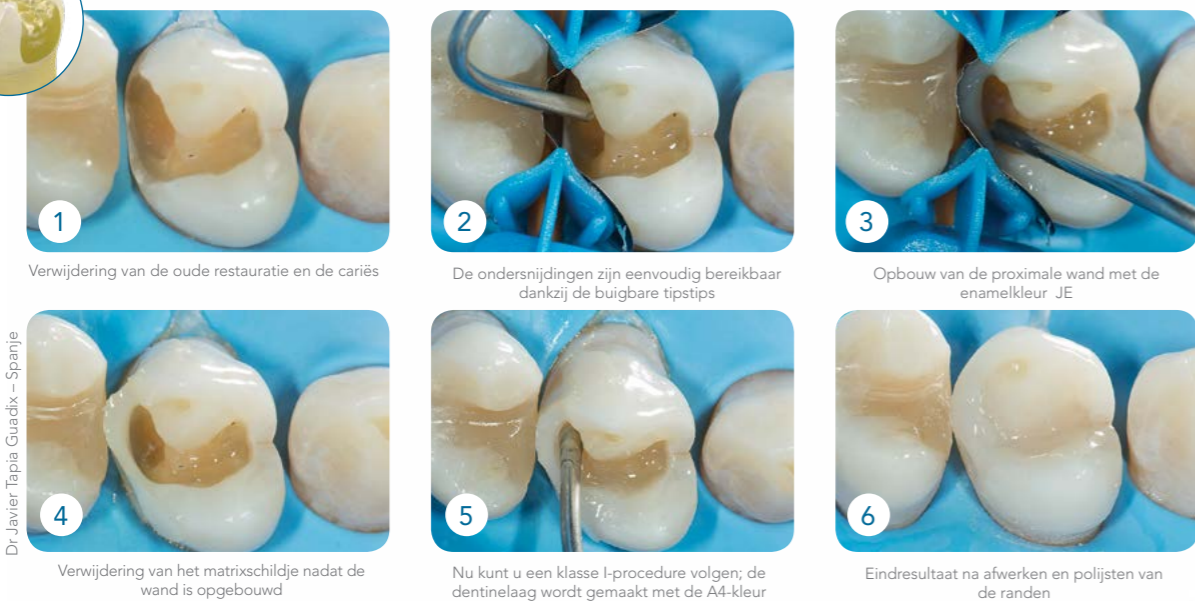 1
Verwijdering van de oude restauratie en de cariës
2
De ondersnijdingen zijn eenvoudig bereikbaar
dankzij de buigbare tipstips
3
Opbouw van de proximale wand met de
enamelkleur JE
4
Verwijdering van het matrixschildje nadat de
wand is opgebouwd
5
Nu kunt u een klasse I-procedure volgen; de
dentinelaag wordt gemaakt met de A4-kleur
6
Eindresultaat na afwerken en polijsten van
de randen
Dr Javier Tapia Guadix – Spanje